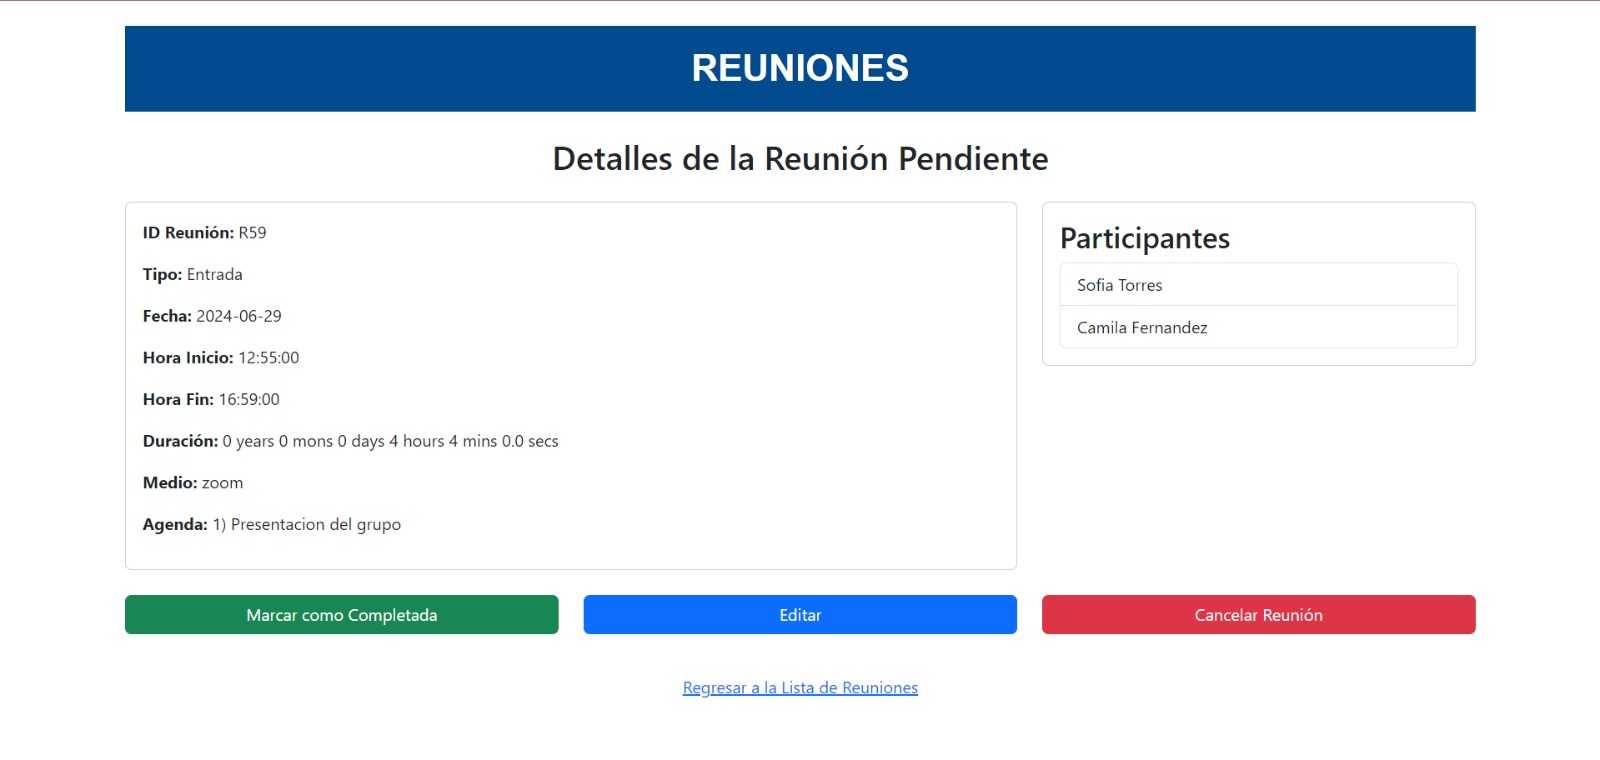 REUNIONES
Detalles de la Reunión Pendiente
ID Reunión: R59
Tipo: Entrada
Fecha: 2024-06-29
Hora Inicio: 12:55:00
Hora Fin: 16:59:00
Duración: 0 years 0 mons 0 days 4 hours 4 mins 0.0 secs
Medio: zoom
Agenda: 1) Presentacion del grupo
Participantes
Sofia Torres
Camila Fernandez
Marcar como Completada
Editar
Cancelar Reunión
Regresar a la Lista de Reuniones